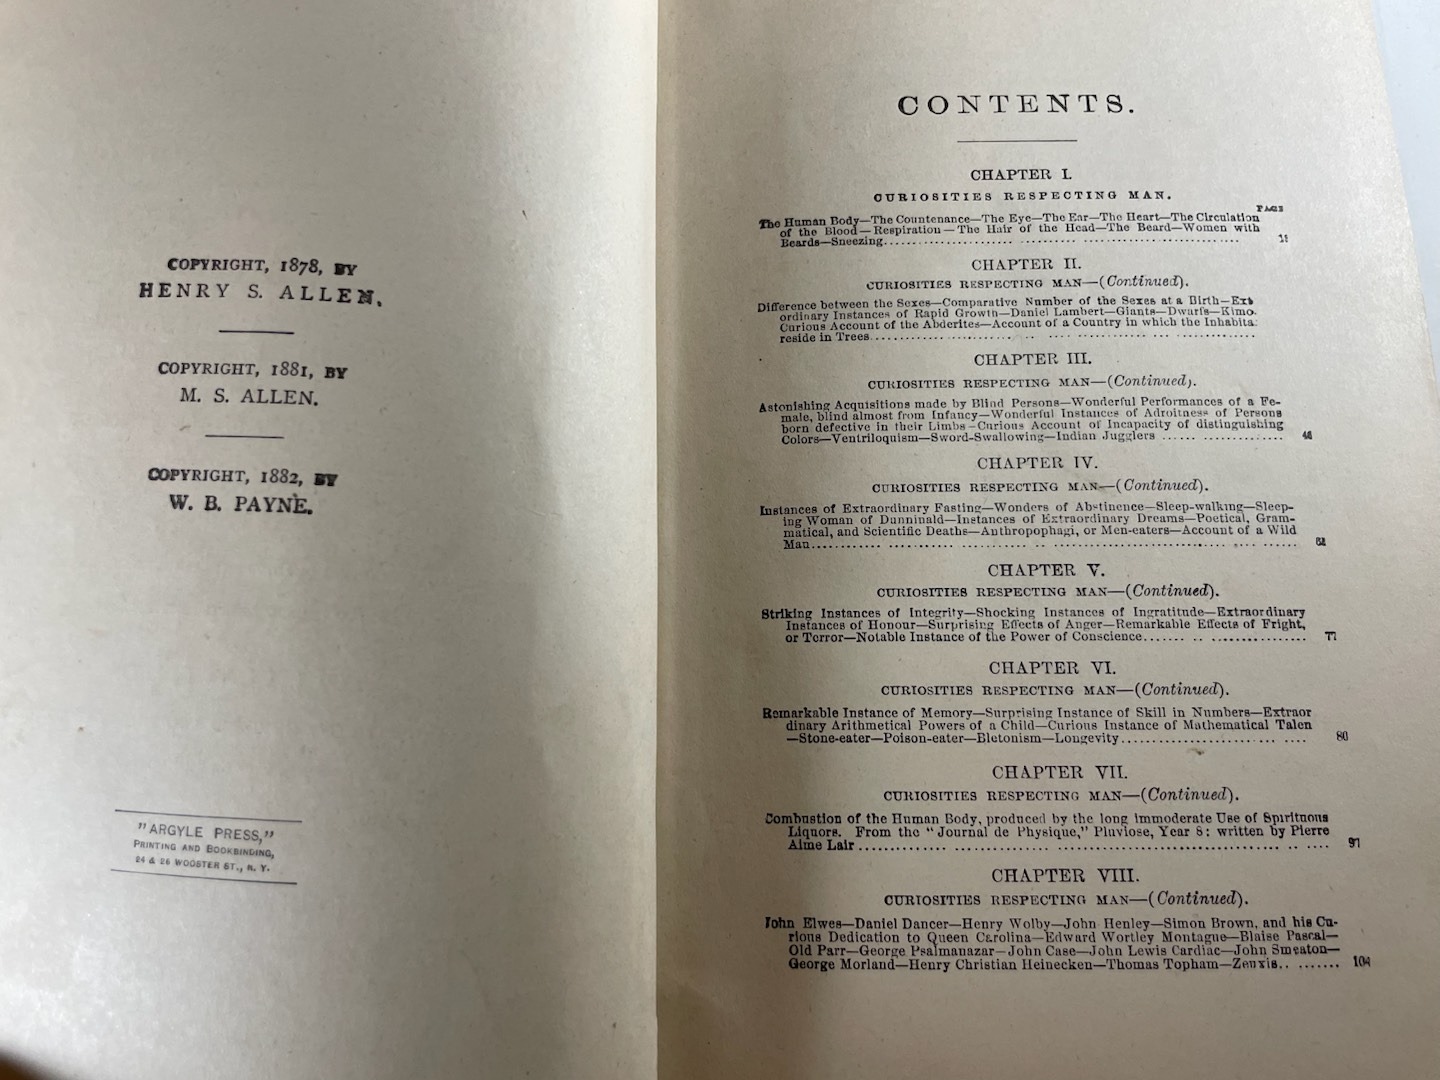 COPYRIGHT, 1878, BY
HENRY S. ALLEN.
COPYRIGHT, 1881, BY
M. S. ALLEN.
COPYRIGHT, 1882, BY
W. B. PAYNE.
"ARGYLE PRESS,"
PRINTING AND BOOKBINDING,
24 & 26 WOOSTER ST., N. Y.
CONTENTS.
CHAPTER I.
CURIOSITIES RESPECTING MAN.
PAGE
The Human Body—The Countenance—The Eye—The Ear—The Heart—The Circulation
of the Blood—Respiration—The Hair of the Head—The Beard—Women with
Beards—Sneezing
CHAPTER II.
CURIOSITIES RESPECTING MAN—(Continued).
Difference between the Sexes—Comparative Number of the Sexes at a Birth—Ext
ordinary Instances of Rapid Growth—Daniel Lambert—Giants—Dwarfs—Kimo.
Curious Account of the Abderites—Account of a Country in which the Inhabita
reside in Trees
CHAPTER III.
CURIOSITIES RESPECTING MAN—(Continued).
Astonishing Acquisitions made by Blind Persons—Wonderful Performances of a Fe-
male, blind almost from Infancy—Wonderful Instances of Adroitness of Persons
born defective in their Limbs—Curious Account of Incapacity of distinguishing
Colors—Ventriloquism—Sword-Swallowing—Indian Jugglers
CHAPTER IV.
CURIOSITIES RESPECTING MAN—(Continued).
Instances of Extraordinary Fasting—Wonders of Abstinence—Sleep-walking—Sleep-
ing Woman of Dunninald—Instances of Extraordinary Dreams—Poetical, Gram-
matical, and Scientific Deaths—Anthropophagi, or Men-eaters—Account of a Wild
Man
CHAPTER V.
CURIOSITIES RESPECTING MAN—(Continued).
Striking Instances of Integrity—Shocking Instances of Ingratitude—Extraordinary
Instances of Honour—Surprising Effects of Anger—Remarkable Effects of Fright,
or Terror—Notable Instance of the Power of Conscience 77
CHAPTER VI.
CURIOSITIES RESPECTING MAN—(Continued).
Remarkable Instance of Memory—Surprising Instance of Skill in Numbers—Extraor
dinary Arithmetical Powers of a Child—Curious Instance of Mathematical Talen
—Stone-eater—Poison-eater—Bletonism—Longevity 80
CHAPTER VII.
CURIOSITIES RESPECTING MAN—(Continued).
Combustion of the Human Body, produced by the long immoderate Use of Spirituous
Liquors. From the "Journal de Physique," Pluviose, Year 8: written by Pierre
Aime Lair 97
CHAPTER VIII.
CURIOSITIES RESPECTING MAN—(Continued).
John Elwes—Daniel Dancer—Henry Wolby—John Henley—Simon Brown, and his Cu-
rious Dedication to Queen Carolina—Edward Wortley Montague—Blaise Pascal—
Old Parr—George Psalmanazar—John Case—John Lewis Cardiac—John Smeaton—
George Morland—Henry Christian Heinecken—Thomas Topham—Zeuxis